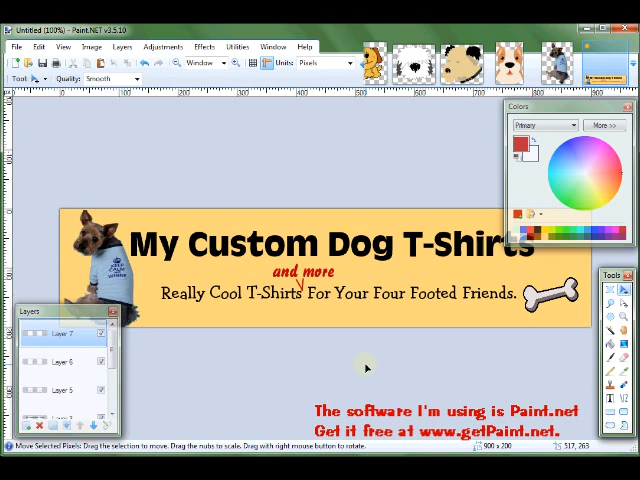 Untitled (100%) - Paint.NET v3.5.10
File Edit View Image Layers Adjustments Effects Utilities Window Help
Window Units: Pixels
Tool: Quality: Smooth
Colors
Primary More >>
My Custom Dog T-Shirts
and more
Really Cool T-Shirts For Your Four Footed Friends.
Tools
Layers
Layer 7
Layer 6
Layer 5
The software I'm using is Paint.net
Get it free at www.getPaint.net.
Move Selected Pixels: Drag the selection to move. Drag the nubs to scale. Drag with right mouse button to rotate.
900 x 200
517, 263